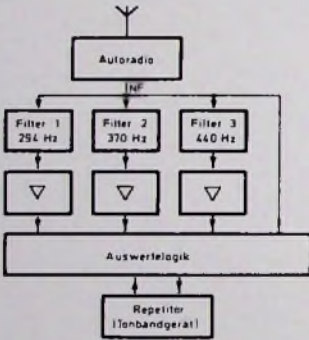 Autoradio
NF
Filter 1
294 Hz
Filter 2
370 Hz
Filter 3
440 Hz
Auswertelogik
Repetitor
(Tonbandgerät)